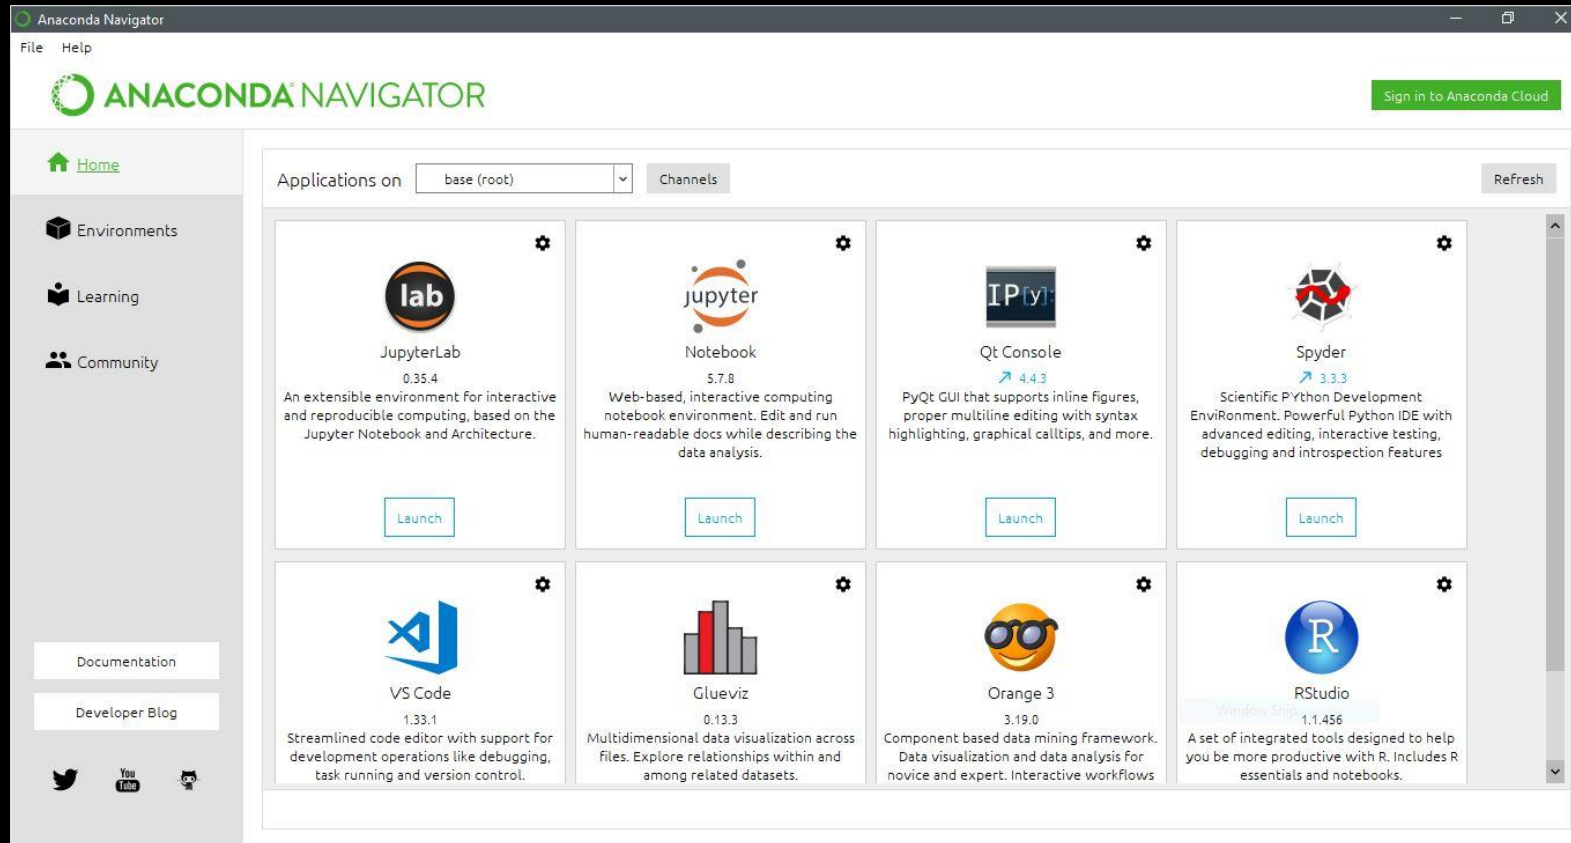 Anaconda Navigator
File Help
ANACONDA NAVIGATOR
Sign in to Anaconda Cloud
Home
Environments
Learning
Community
Documentation
Developer Blog
You
Tube
Applications on base (root) Channels Refresh
lab
JupyterLab
0.35.4
An extensible environment for interactive
and reproducible computing, based on the
Jupyter Notebook and Architecture.
Launch
jupyter
Notebook
5.7.8
Web-based, interactive computing
notebook environment. Edit and run
human-readable docs while describing the
data analysis.
Launch
IP[y]:
Qt Console
4.4.3
PyQt GUI that supports inline figures,
proper multiline editing with syntax
highlighting, graphical calltips, and more.
Launch
Spyder
3.3.3
Scientific PYthon Development
EnviRonment. Powerful Python IDE with
advanced editing, interactive testing,
debugging and introspection features
Launch
VS Code
1.33.1
Streamlined code editor with support for
development operations like debugging,
task running and version control.
Glueviz
0.13.3
Multidimensional data visualization across
files. Explore relationships within and
among related datasets.
Orange 3
3.19.0
Component based data mining framework.
Data visualization and data analysis for
novice and expert. Interactive workflows
R
RStudio
Window Snip
1.1.456
A set of integrated tools designed to help
you be more productive with R. Includes R
essentials and notebooks.